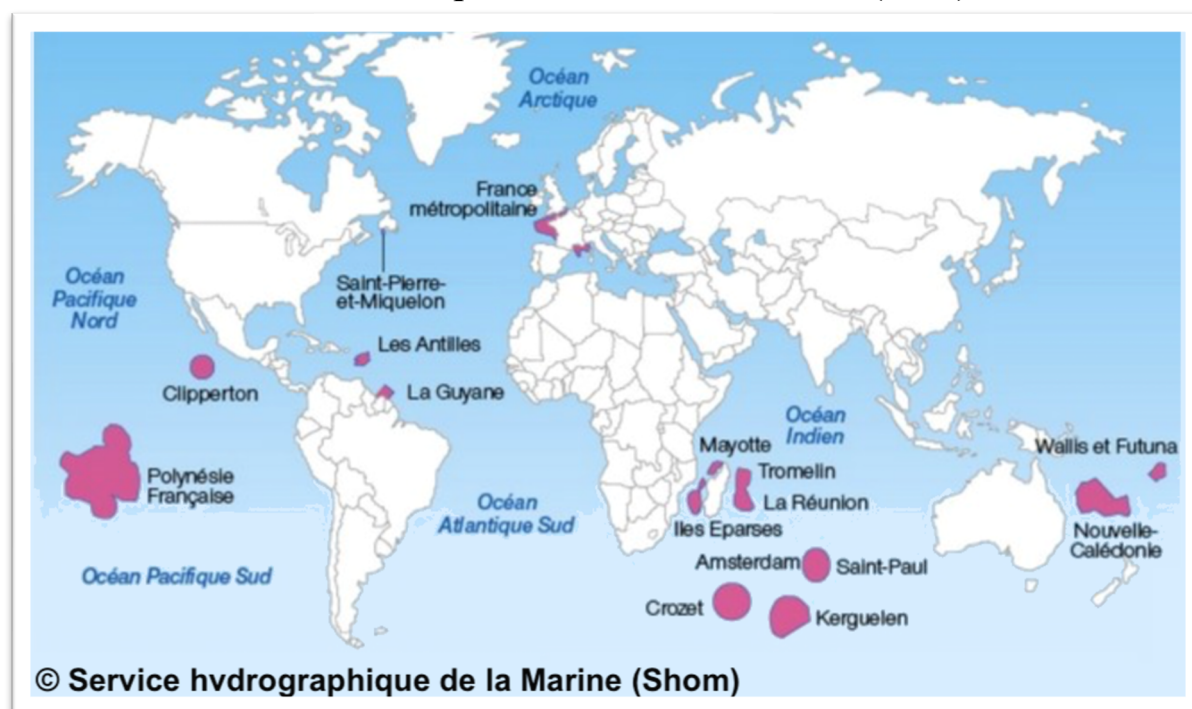 Océan
Arctique
France
métropolitaine
Saint-Pierre-
et-Miquelon
Océan
Pacifique
Nord
Les Antilles
Clipperton
La Guyane
Océan
Indien
Mayotte
Wallis et Futuna
Tromelin
Polynésie
Française
La Réunion
Océan
Atlantique Sud
Iles Eparses
Nouvelle-
Calédonie
Amsterdam
Saint-Paul
Océan Pacifique Sud
Crozet
Kerguelen
© Service hvdrographique de la Marine (Shom)